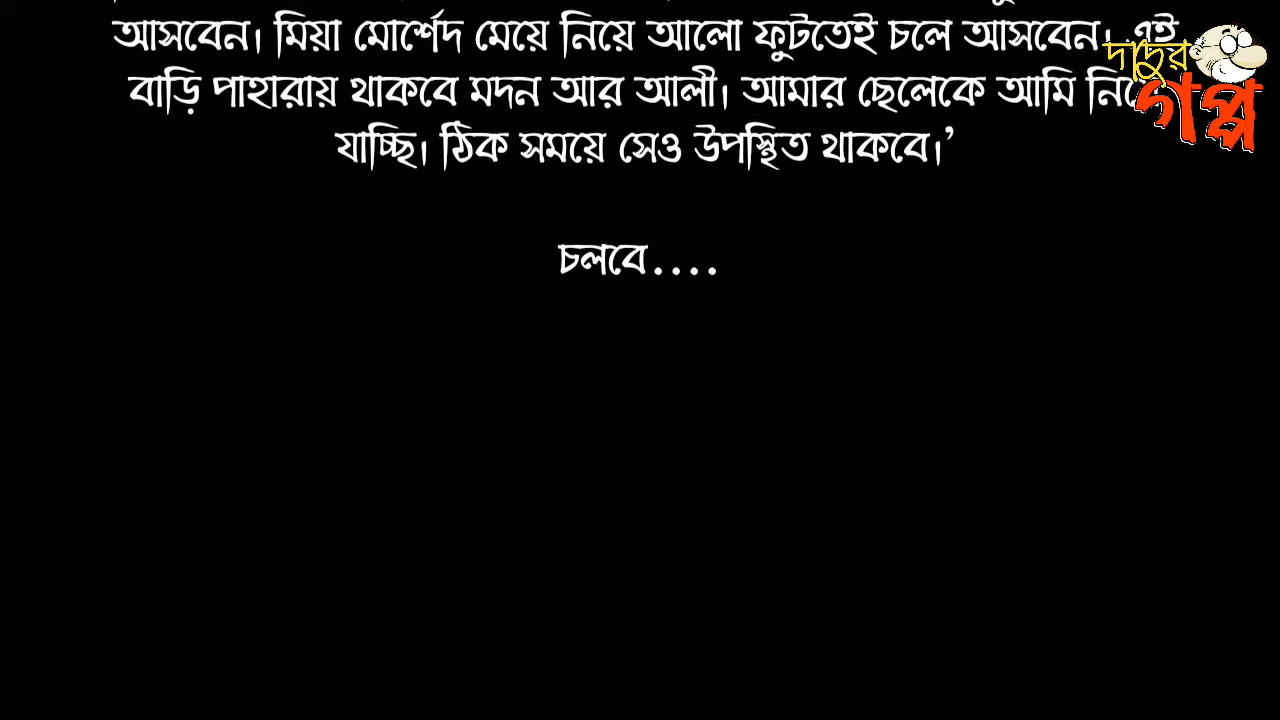 আসবেন। মিয়া মোর্শেদ মেয়ে নিয়ে আলো ফুটতেই চলে আসবেন। এই
দাদুর
বাড়ি পাহারায় থাকবে মদন আর আলী। আমার ছেলেকে আমি
গল্প
যাচ্ছি। ঠিক সময়ে সেও উপস্থিত থাকবে।’
চলবে....